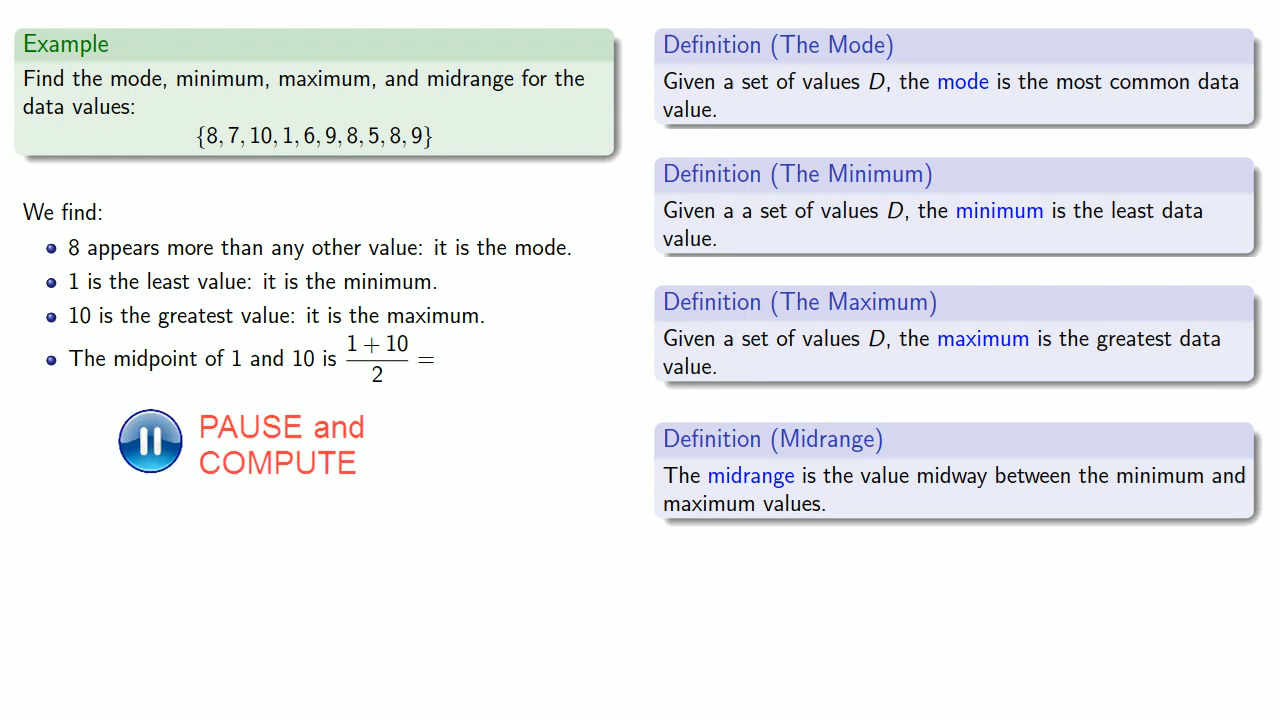 Example
Find the mode, minimum, maximum, and midrange for the
data values:
{8, 7, 10, 1, 6, 9, 8, 5, 8, 9}
We find:
8 appears more than any other value: it is the mode.
1 is the least value: it is the minimum.
10 is the greatest value: it is the maximum.
The midpoint of 1 and 10 is (1 + 10)/2 =
PAUSE and
COMPUTE
Definition (The Mode)
Given a set of values D, the mode is the most common data
value.
Definition (The Minimum)
Given a a set of values D, the minimum is the least data
value.
Definition (The Maximum)
Given a set of values D, the maximum is the greatest data
value.
Definition (Midrange)
The midrange is the value midway between the minimum and
maximum values.